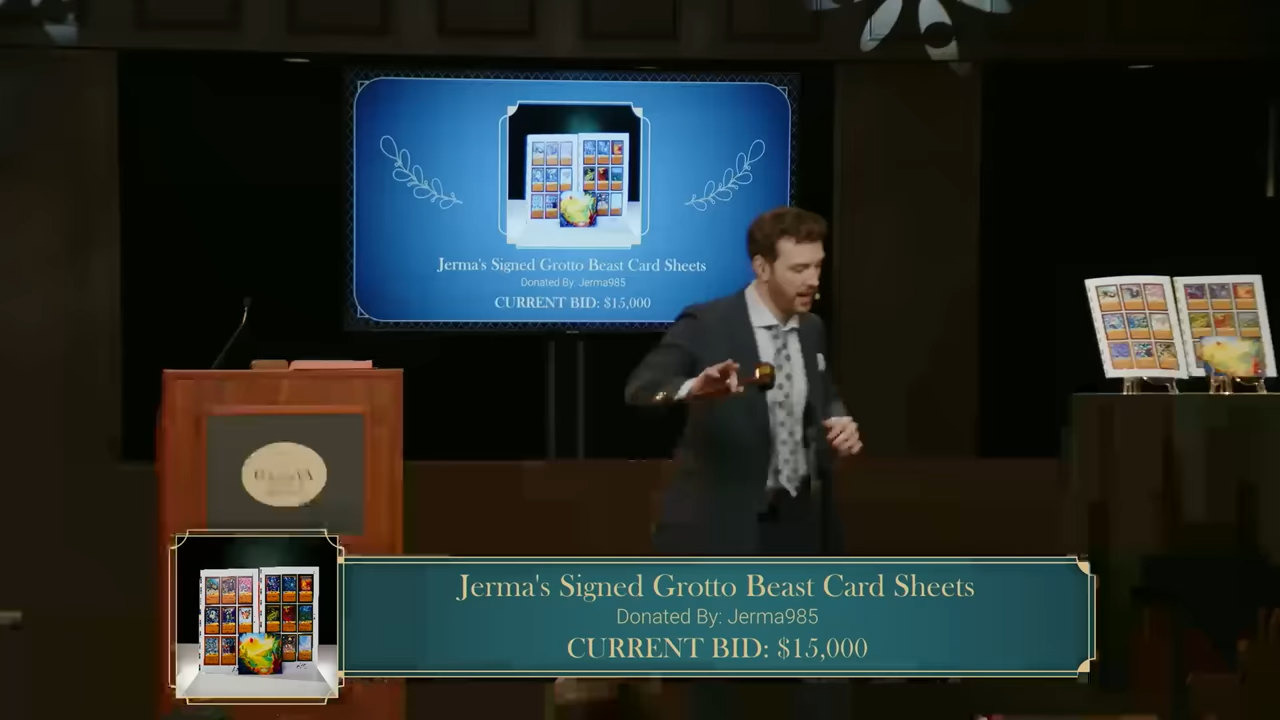 Jerma's Signed Grotto Beast Card Sheets
Donated By: Jerma985
CURRENT BID: $15,000
Jerma's Signed Grotto Beast Card Sheets
Donated By: Jerma985
CURRENT BID: $15,000